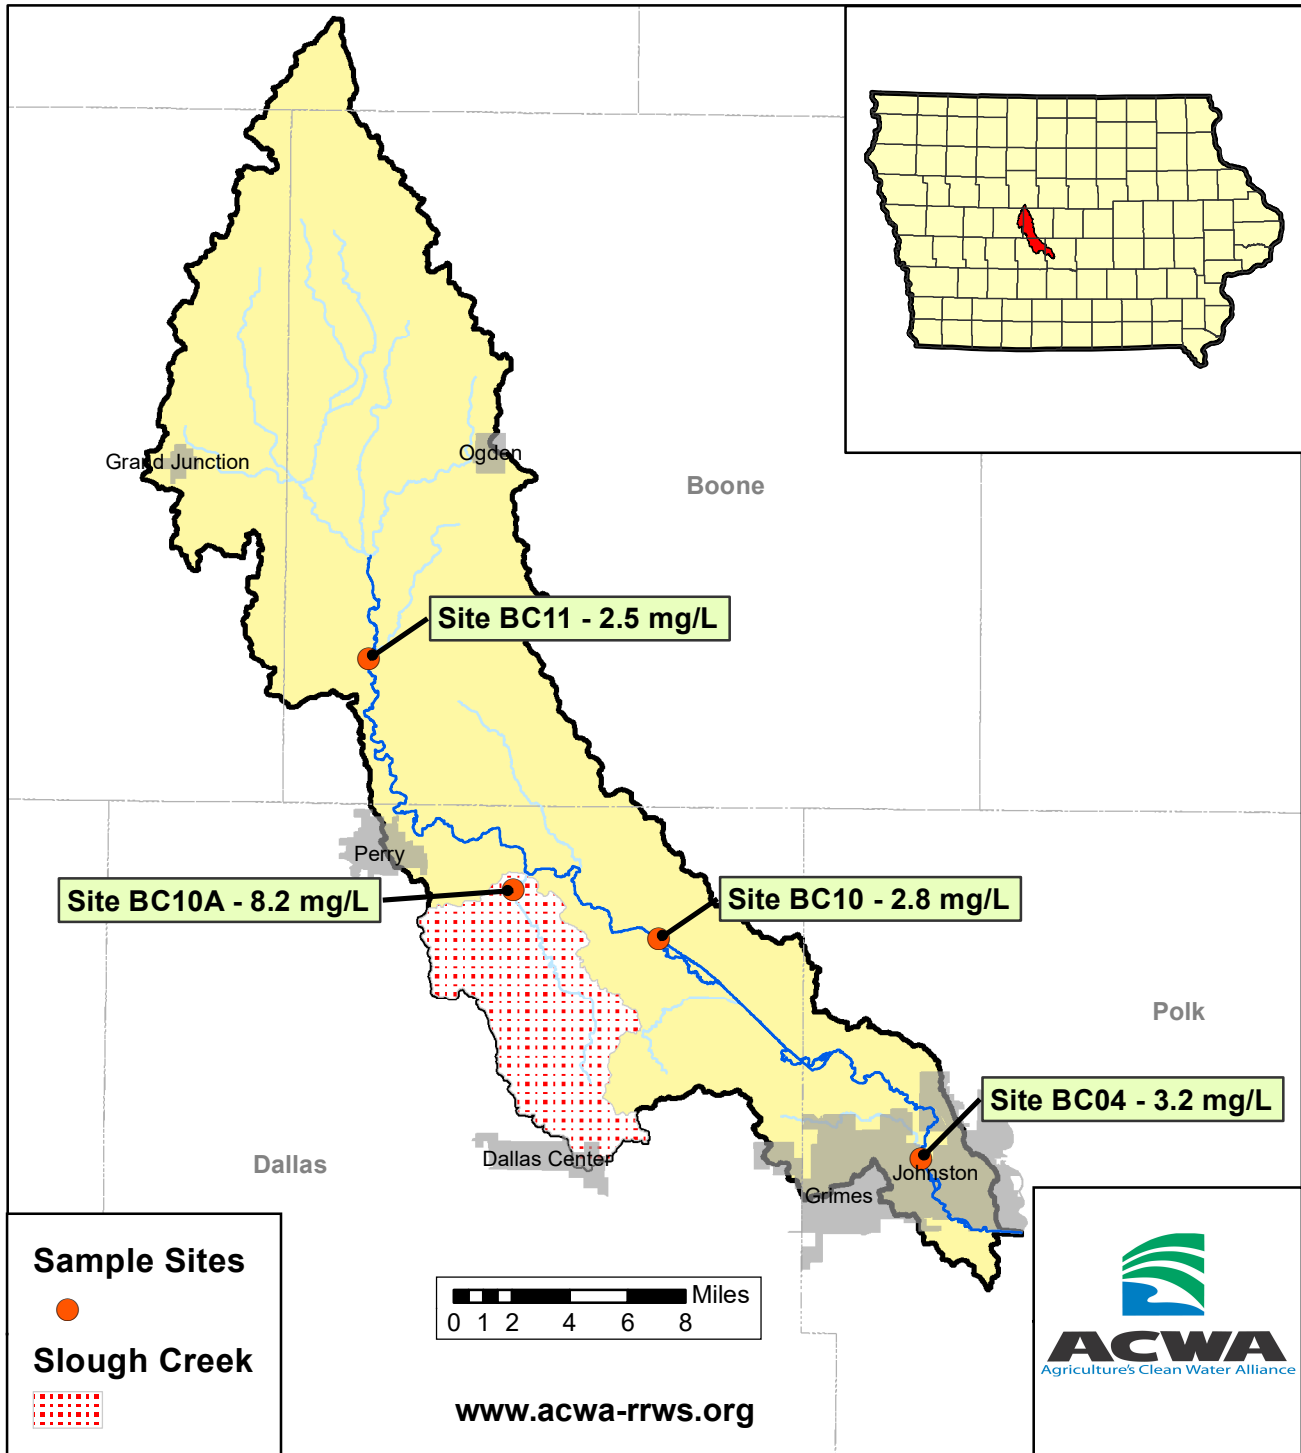 Grand Junction
Ogden
Boone
Site BC11 - 2.5 mg/L
Perry
Site BC10A - 8.2 mg/L
Site BC10 - 2.8 mg/L
Polk
Site BC04 - 3.2 mg/L
Dallas
Dallas Center
Johnston
Grimes
Sample Sites
Slough Creek
Miles
0 1 2 4 6 8
www.acwa-rrws.org
ACWA
Agriculture's Clean Water Alliance